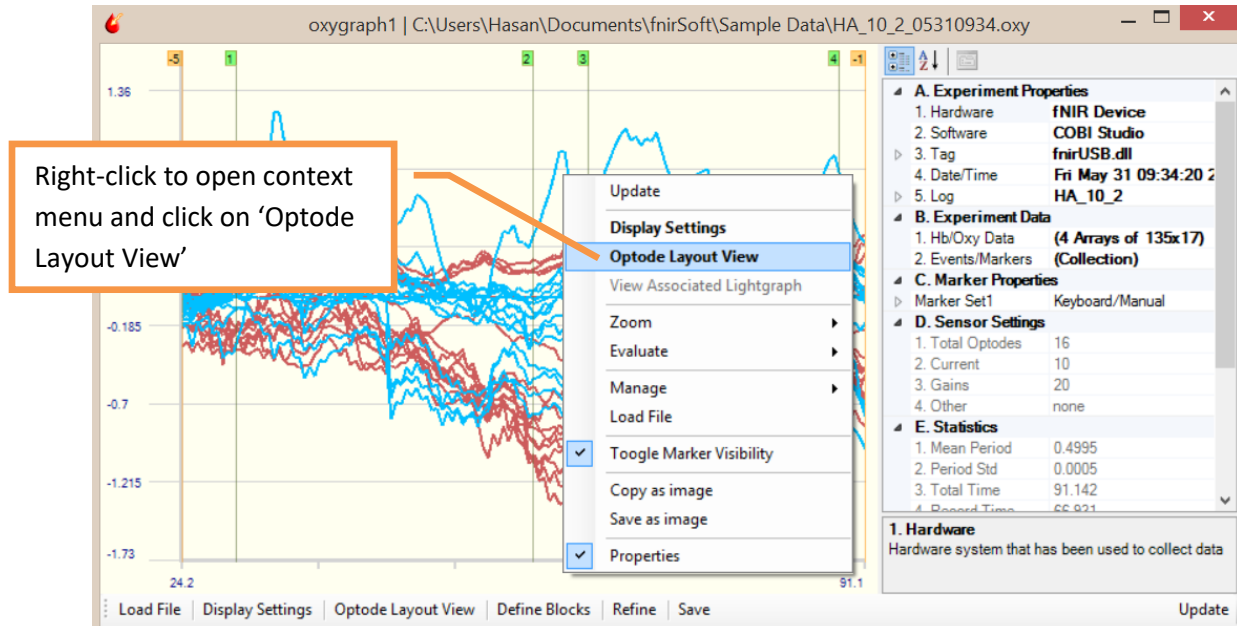 oxygraph1 | C:\Users\Hasan\Documents\fnirSoft\Sample Data\HA_10_2_05310934.oxy
-5
1
2
3
4
-1
1.36
-0.185
-0.7
-1.215
-1.73
24.2
91.1
Right-click to open context
menu and click on ‘Optode
Layout View’
Update
Display Settings
Optode Layout View
View Associated Lightgraph
Zoom
Evaluate
Manage
Load File
Toogle Marker Visibility
Copy as image
Save as image
Properties
A. Experiment Properties
1. Hardware fNIR Device
2. Software COBI Studio
3. Tag fnirUSB.dll
4. Date/Time Fri May 31 09:34:20 2
5. Log HA_10_2
B. Experiment Data
1. Hb/Oxy Data (4 Arrays of 135x17)
2. Events/Markers (Collection)
C. Marker Properties
Marker Set1 Keyboard/Manual
D. Sensor Settings
1. Total Optodes 16
2. Current 10
3. Gains 20
4. Other none
E. Statistics
1. Mean Period 0.4995
2. Period Std 0.0005
3. Total Time 91.142
4. Record Time 66.931
1. Hardware
Hardware system that has been used to collect data
Load File Display Settings Optode Layout View Define Blocks Refine Save Update